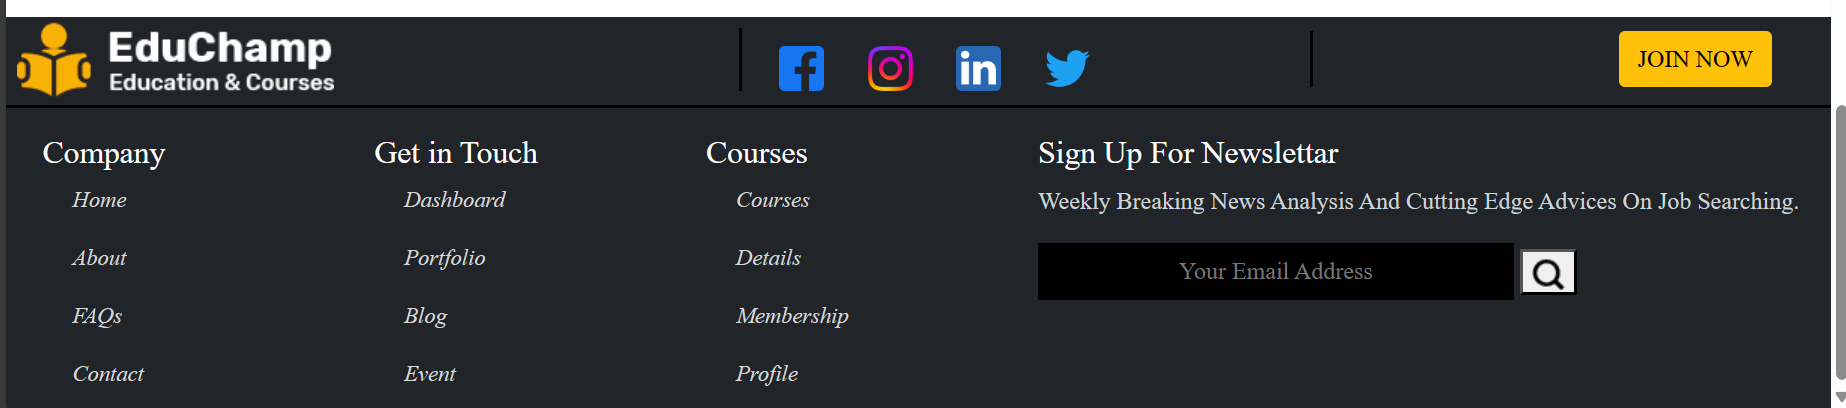 EduChamp
Education & Courses
JOIN NOW
Company
Home
About
FAQs
Contact
Get in Touch
Dashboard
Portfolio
Blog
Event
Courses
Courses
Details
Membership
Profile
Sign Up For Newslettar
Weekly Breaking News Analysis And Cutting Edge Advices On Job Searching.
Your Email Address